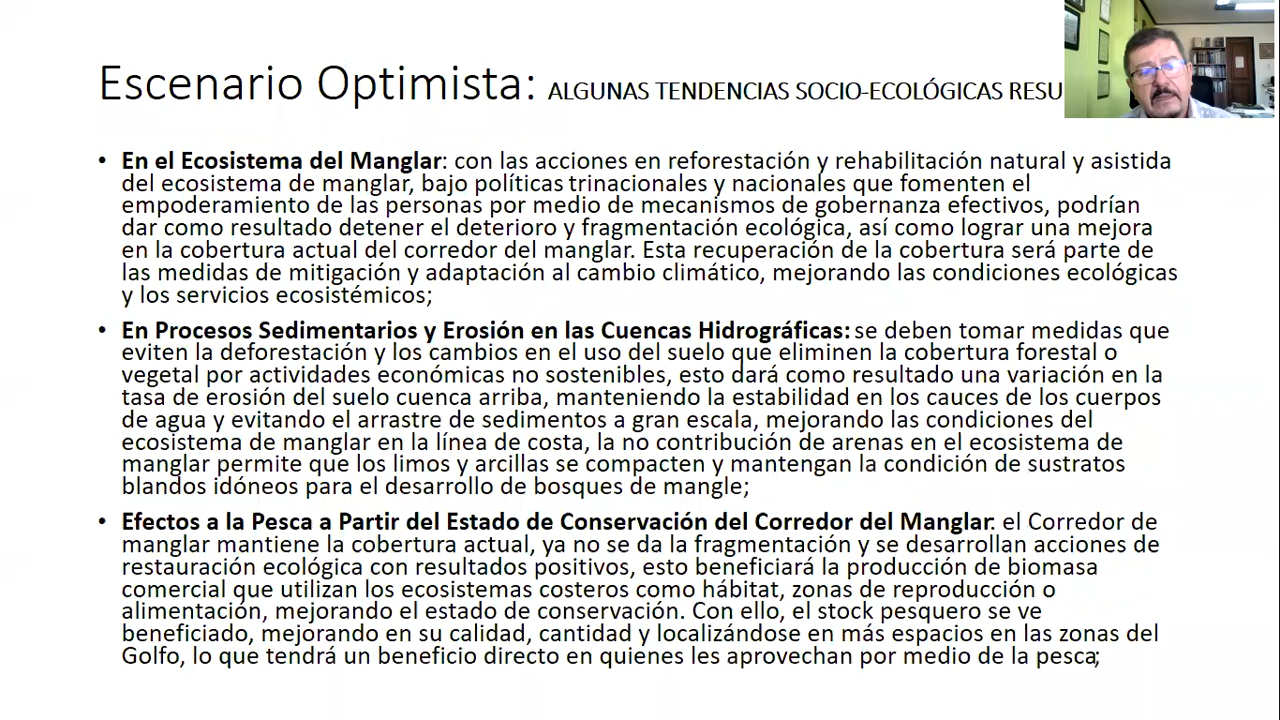 Escenario Optimista: ALGUNAS TENDENCIAS SOCIO-ECOLÓGICAS RESU
• En el Ecosistema del Manglar: con las acciones en reforestación y rehabilitación natural y asistida
del ecosistema de manglar, bajo políticas trinacionales y nacionales que fomenten el
empoderamiento de las personas por medio de mecanismos de gobernanza efectivos, podrían
dar como resultado detener el deterioro y fragmentación ecológica, así como lograr una mejora
en la cobertura actual del corredor del manglar. Esta recuperación de la cobertura será parte de
las medidas de mitigación y adaptación al cambio climático, mejorando las condiciones ecológicas
y los servicios ecosistémicos;
• En Procesos Sedimentarios y Erosión en las Cuencas Hidrográficas: se deben tomar medidas que
eviten la deforestación y los cambios en el uso del suelo que eliminen la cobertura forestal o
vegetal por actividades económicas no sostenibles, esto dará como resultado una variación en la
tasa de erosión del suelo cuenca arriba, manteniendo la estabilidad en los cauces de los cuerpos
de agua y evitando el arrastre de sedimentos a gran escala, mejorando las condiciones del
ecosistema de manglar en la línea de costa, la no contribución de arenas en el ecosistema de
manglar permite que los limos y arcillas se compacten y mantengan la condición de sustratos
blandos idóneos para el desarrollo de bosques de mangle;
• Efectos a la Pesca a Partir del Estado de Conservación del Corredor del Manglar: el Corredor de
manglar mantiene la cobertura actual, ya no se da la fragmentación y se desarrollan acciones de
restauración ecológica con resultados positivos, esto beneficiará la producción de biomasa
comercial que utilizan los ecosistemas costeros como hábitat, zonas de reproducción o
alimentación, mejorando el estado de conservación. Con ello, el stock pesquero se ve
beneficiado, mejorando en su calidad, cantidad y localizándose en más espacios en las zonas del
Golfo, lo que tendrá un beneficio directo en quienes les aprovechan por medio de la pesca;